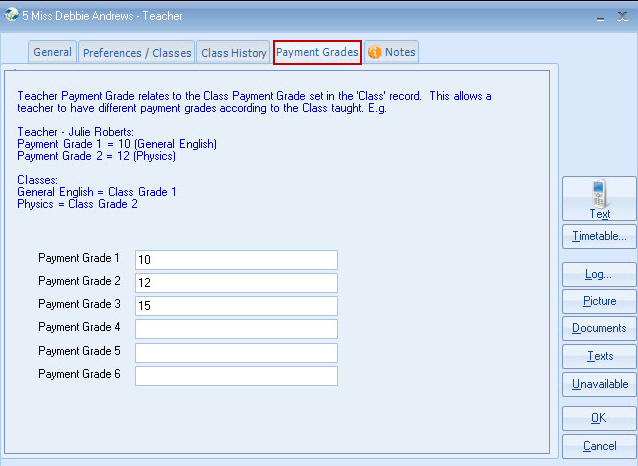 5 Miss Debbie Andrews - Teacher
General
Preferences / Classes
Class History
Payment Grades
Notes
Teacher Payment Grade relates to the Class Payment Grade set in the 'Class' record.  This allows a
teacher to have different payment grades according to the Class taught. E.g.
Teacher - Julie Roberts:
Payment Grade 1 = 10 (General English)
Payment Grade 2 = 12 (Physics)
Classes:
General English = Class Grade 1
Physics = Class Grade 2
Payment Grade 1 10
Payment Grade 2 12
Payment Grade 3 15
Payment Grade 4
Payment Grade 5
Payment Grade 6
Text
Timetable...
Log...
Picture
Documents
Texts
Unavailable
OK
Cancel